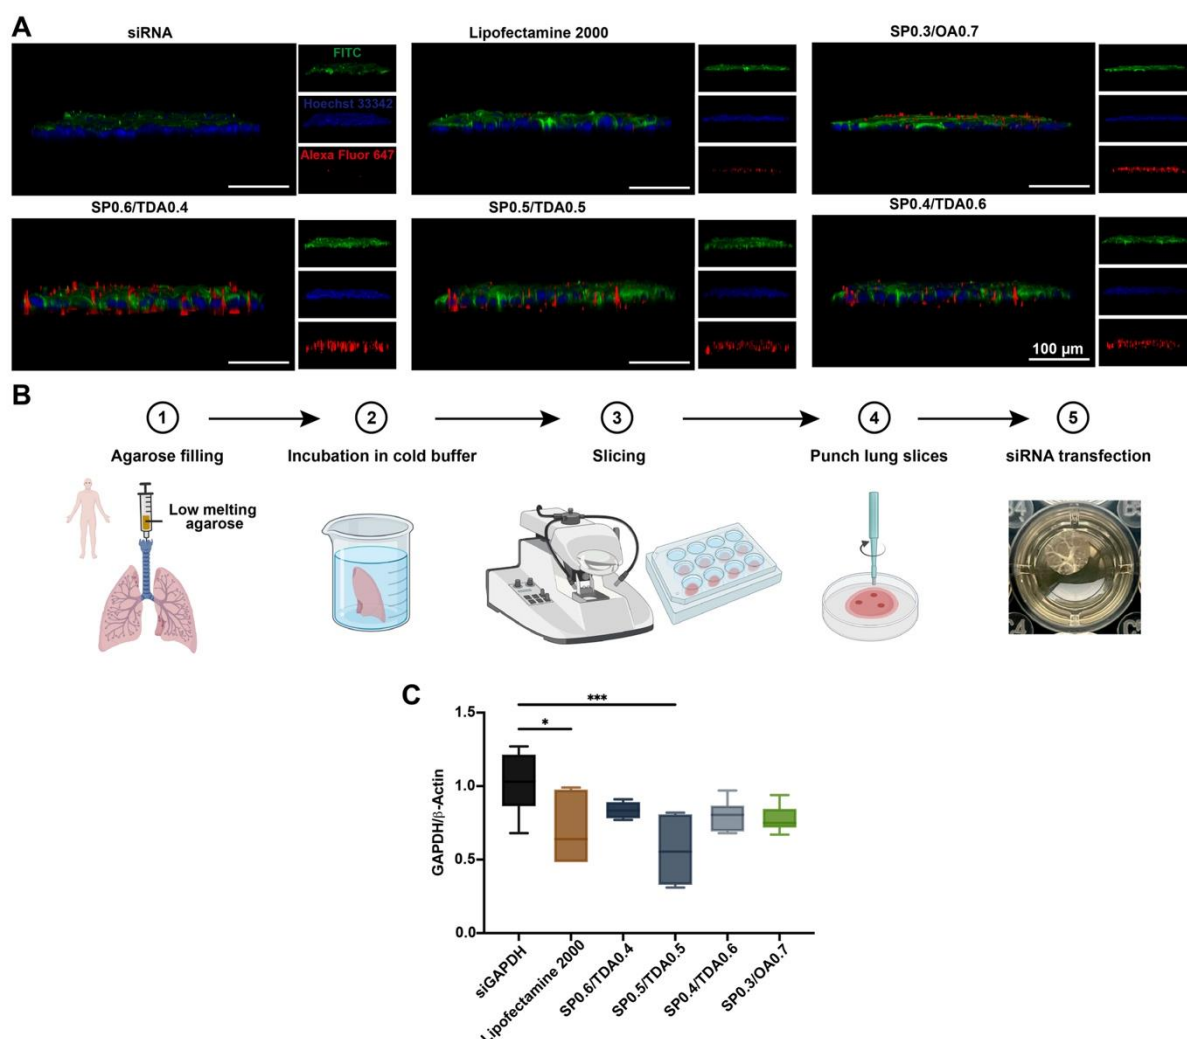 A
siRNA
Lipofectamine 2000
SP0.3/OA0.7
FITC
Hoechst 33342
Alexa Fluor 647
SP0.6/TDA0.4
SP0.5/TDA0.5
SP0.4/TDA0.6
100 µm
B
1
2
3
4
5
Agarose filling
Incubation in cold buffer
Slicing
Punch lung slices
siRNA transfection
Low melting
agarose
C4
C
***
*
1.5
1.0
0.5
0.0
GAPDH/β-Actin
siGAPDH
Lipofectamine 2000
SP0.6/TDA0.4
SP0.5/TDA0.5
SP0.4/TDA0.6
SP0.3/OA0.7